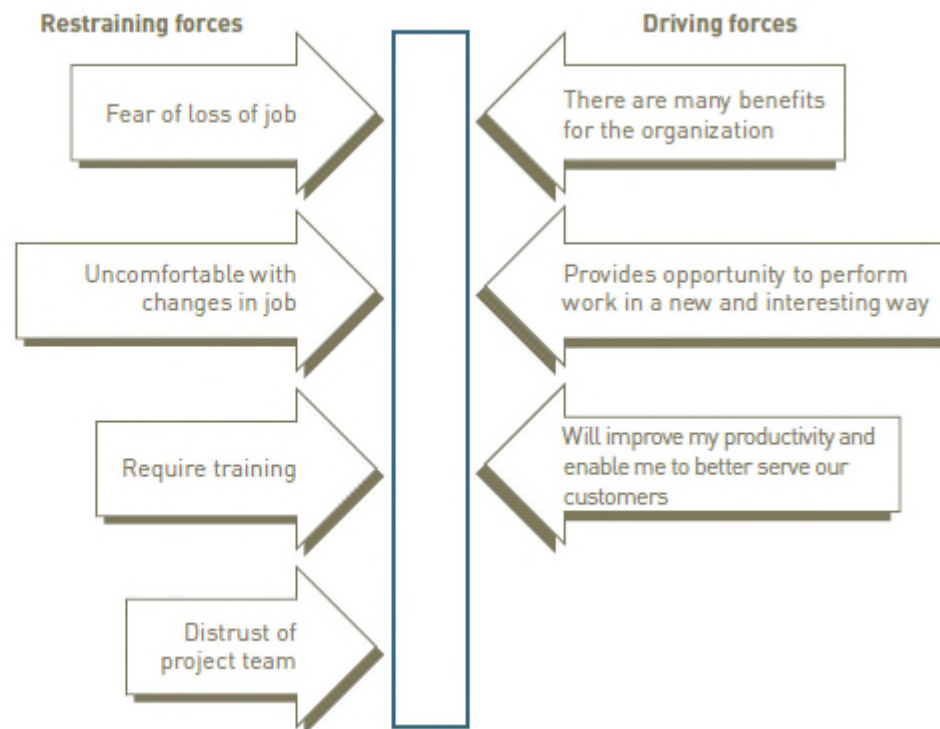 Restraining forces
Driving forces
Fear of loss of job
There are many benefits
for the organization
Uncomfortable with
changes in job
Provides opportunity to perform
work in a new and interesting way
Require training
Will improve my productivity and
enable me to better serve our
customers
Distrust of
project team